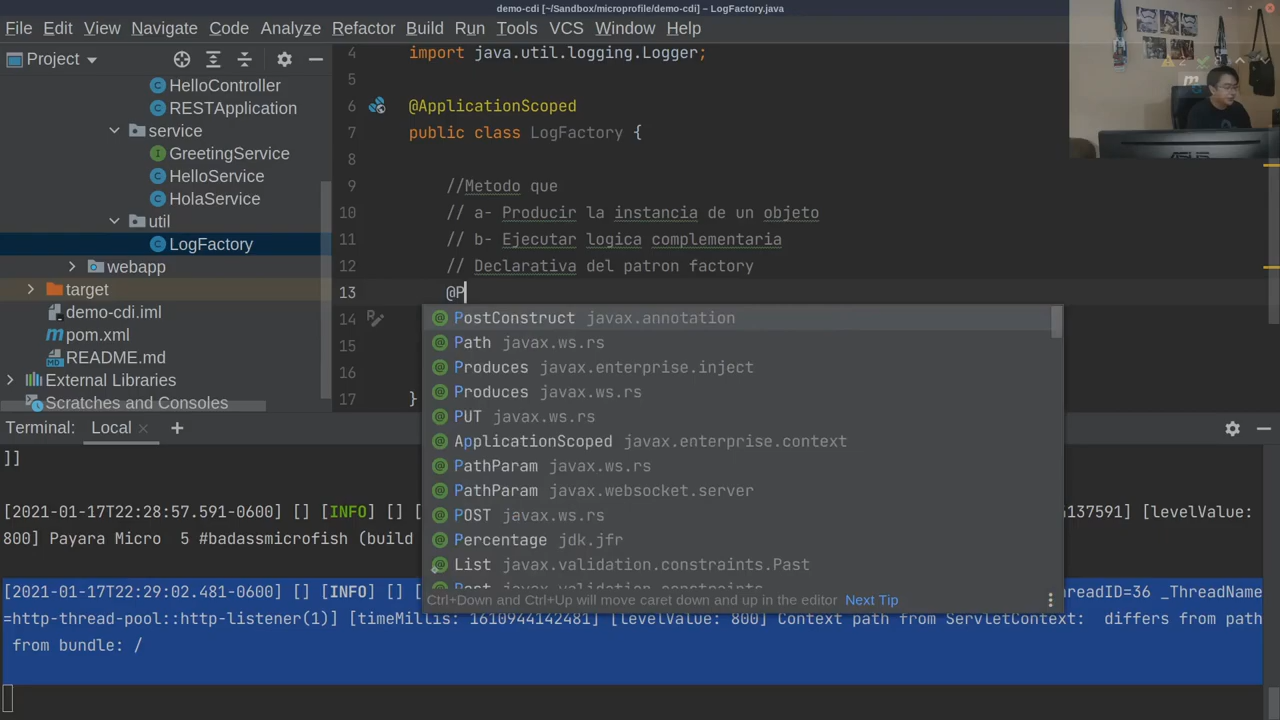 demo-cdi [~/Sandbox/microprofile/demo-cdi] – LogFactory.java
File Edit View Navigate Code Analyze Refactor Build Run Tools VCS Window Help
Project
HelloController
RESTApplication
service
GreetingService
HelloService
HolaService
util
LogFactory
webapp
target
demo-cdi.iml
pom.xml
README.md
External Libraries
Scratches and Consoles
4 import java.util.logging.Logger;
5
6 @ApplicationScoped
7 public class LogFactory {
8
9 //Metodo que
10 // a- Producir la instancia de un objeto
11 // b- Ejecutar logica complementaria
12 // Declarativa del patron factory
13 @P
14
15
16
17 }
PostConstruct javax.annotation
Path javax.ws.rs
Produces javax.enterprise.inject
Produces javax.ws.rs
PUT javax.ws.rs
ApplicationScoped javax.enterprise.context
PathParam javax.ws.rs
PathParam javax.websocket.server
POST javax.ws.rs
Percentage jdk.jfr
List javax.validation.constraints.Past
Past javax.validation.constraints
Ctrl+Down and Ctrl+Up will move caret down and up in the editor Next Tip
Terminal: Local
]]
[2021-01-17T22:28:57.591-0600] [] [INFO] [] [ 137591] [levelValue:
800] Payara Micro 5 #badassmicrofish (build
[2021-01-17T22:29:02.481-0600] [] [INFO] [] [ readID=36 _ThreadName
=http-thread-pool::http-listener(1)] [timeMillis: 1610944142481] [levelValue: 800] Context path from ServletContext: differs from path
from bundle: /